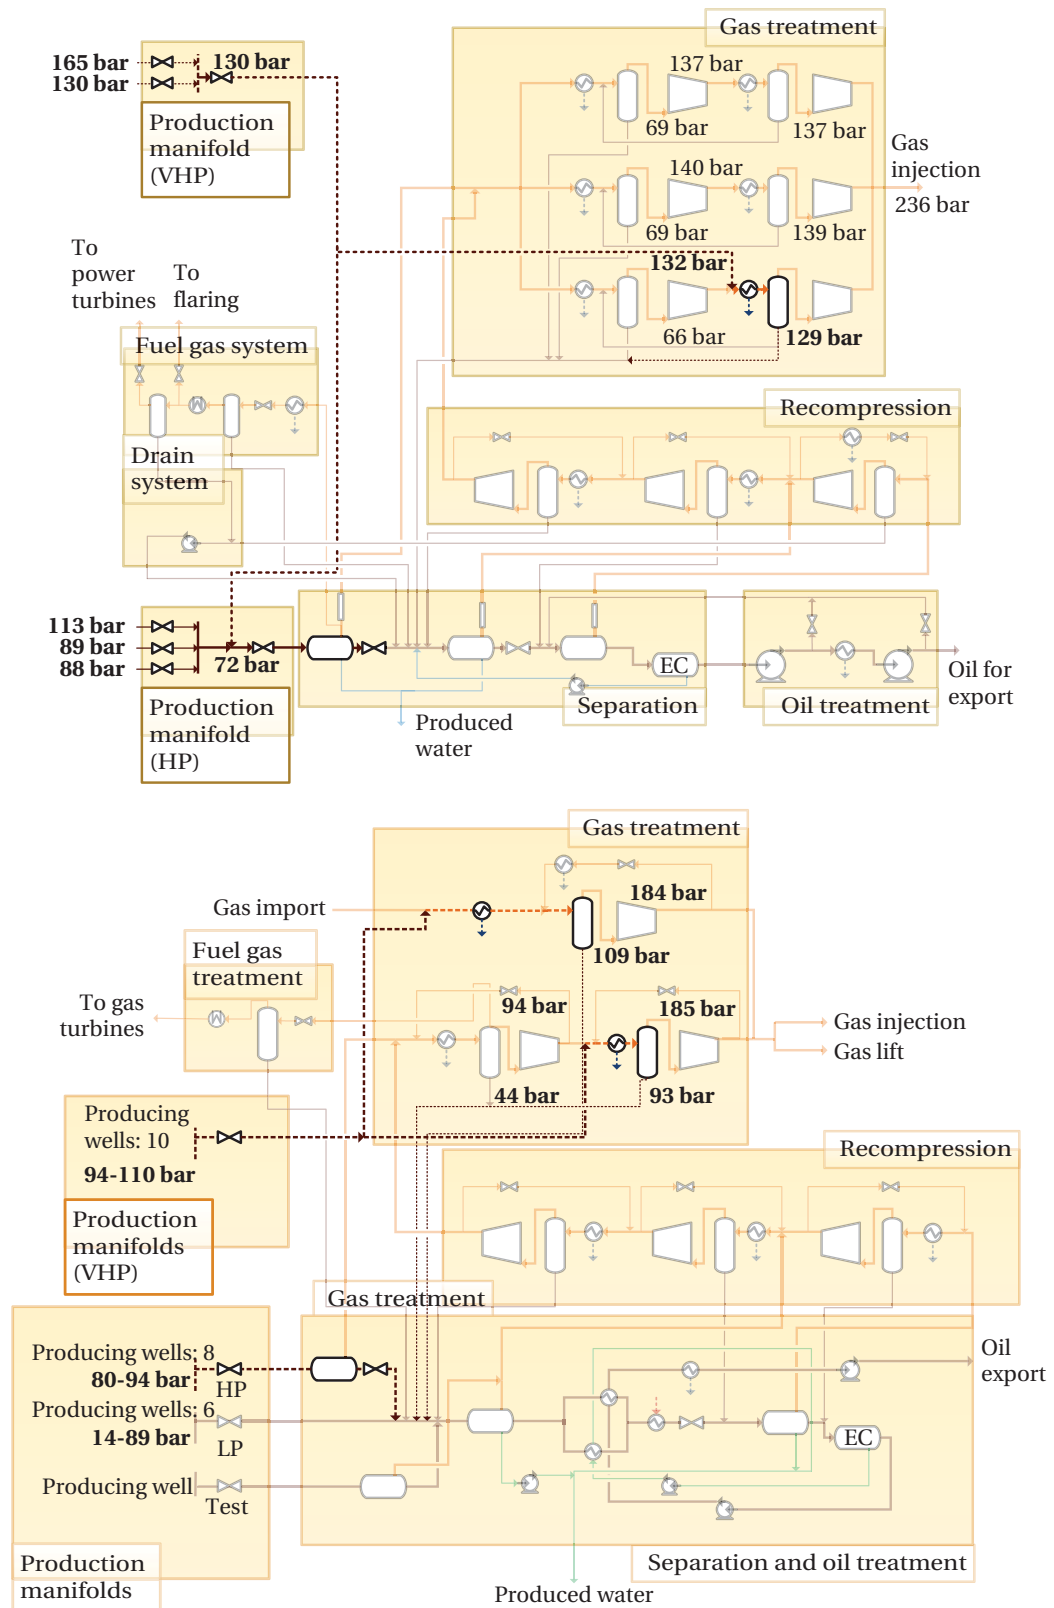 Gas treatment
165 bar
130 bar
130 bar
Production
manifold
(VHP)
137 bar
69 bar
137 bar
Gas
injection
236 bar
140 bar
69 bar
139 bar
132 bar
66 bar
129 bar
To
power
turbines
To
flaring
Fuel gas system
Drain
system
Recompression
113 bar
89 bar
88 bar
72 bar
Production
manifold
(HP)
EC
Produced
water
Separation
Oil treatment
Oil for
export
Gas treatment
Gas import
184 bar
109 bar
Fuel gas
treatment
To gas
turbines
94 bar
185 bar
44 bar
93 bar
Gas injection
Gas lift
Producing
wells: 10
94-110 bar
Production
manifolds
(VHP)
Recompression
Gas treatment
Producing wells: 8
80-94 bar
HP
Producing wells: 6
14-89 bar
LP
Producing well
Test
Production
manifolds
EC
Oil
export
Separation and oil treatment
Produced water